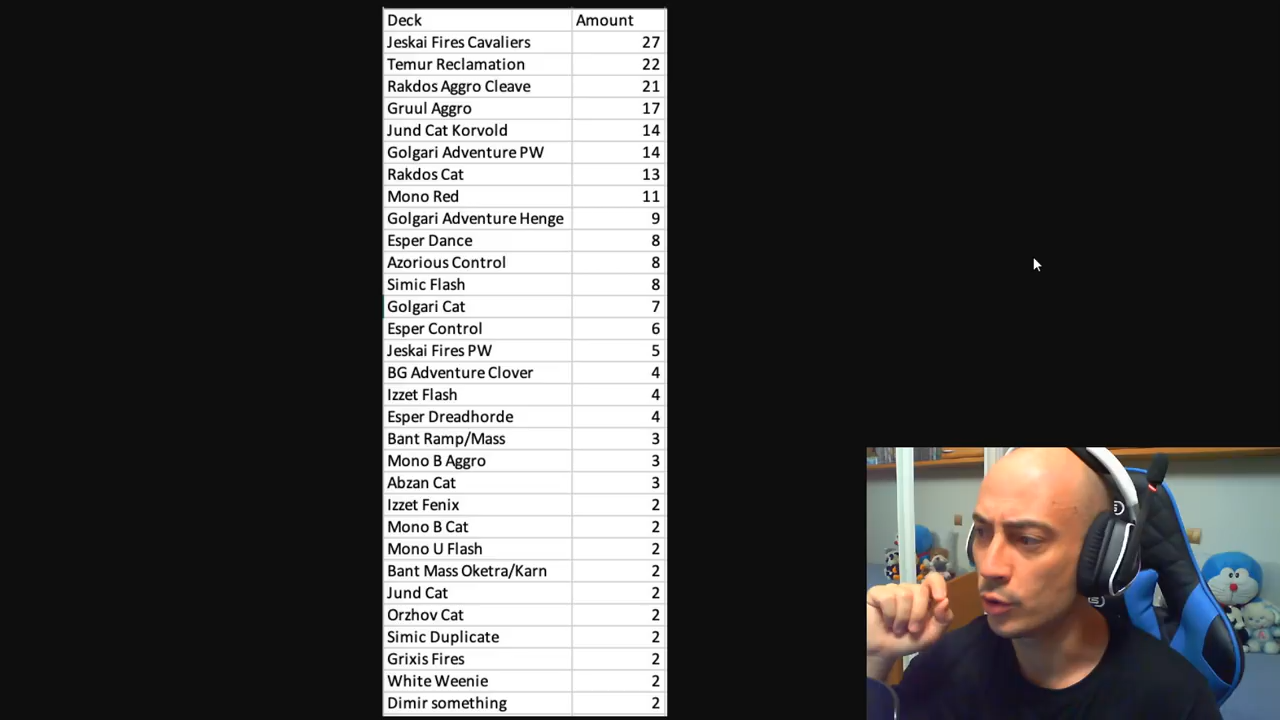 Deck Amount
Jeskai Fires Cavaliers 27
Temur Reclamation 22
Rakdos Aggro Cleave 21
Gruul Aggro 17
Jund Cat Korvold 14
Golgari Adventure PW 14
Rakdos Cat 13
Mono Red 11
Golgari Adventure Henge 9
Esper Dance 8
Azorious Control 8
Simic Flash 8
Golgari Cat 7
Esper Control 6
Jeskai Fires PW 5
BG Adventure Clover 4
Izzet Flash 4
Esper Dreadhorde 4
Bant Ramp/Mass 3
Mono B Aggro 3
Abzan Cat 3
Izzet Fenix 2
Mono B Cat 2
Mono U Flash 2
Bant Mass Oketra/Karn 2
Jund Cat 2
Orzhov Cat 2
Simic Duplicate 2
Grixis Fires 2
White Weenie 2
Dimir something 2